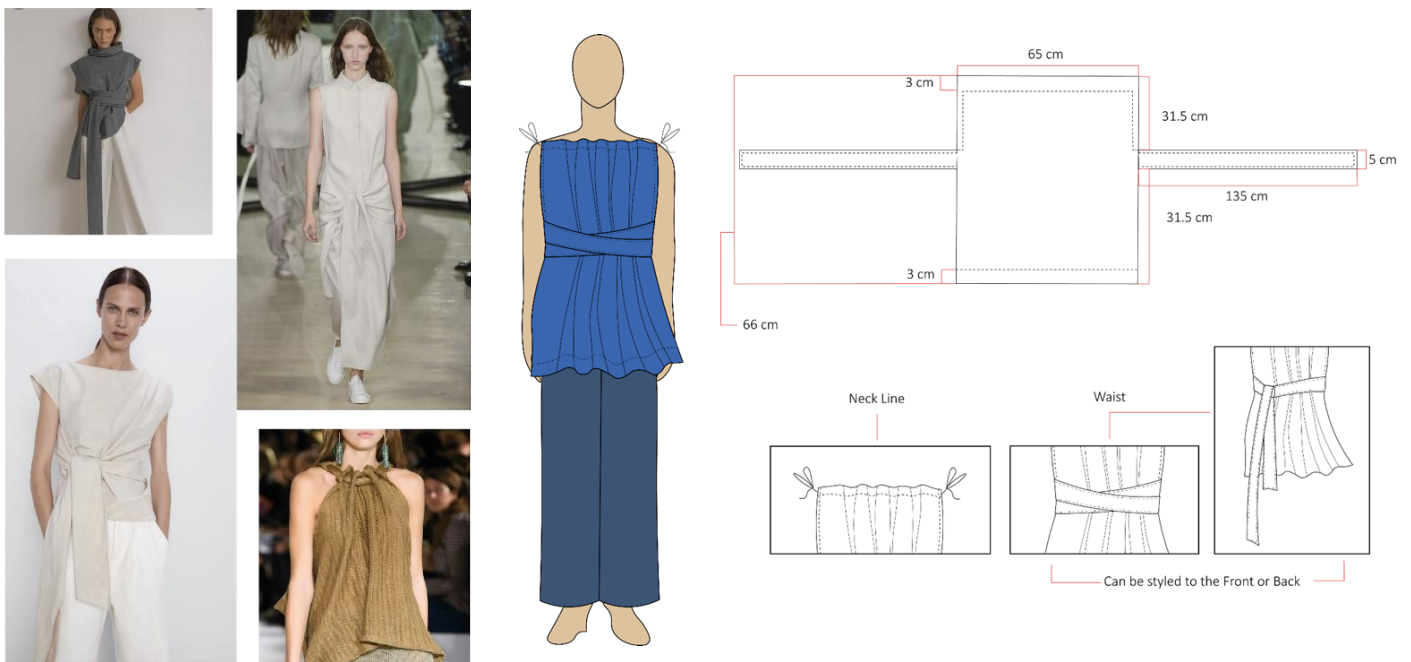 65 cm
3 cm
31.5 cm
5 cm
135 cm
31.5 cm
3 cm
66 cm
Neck Line
Waist
Can be styled to the Front or Back